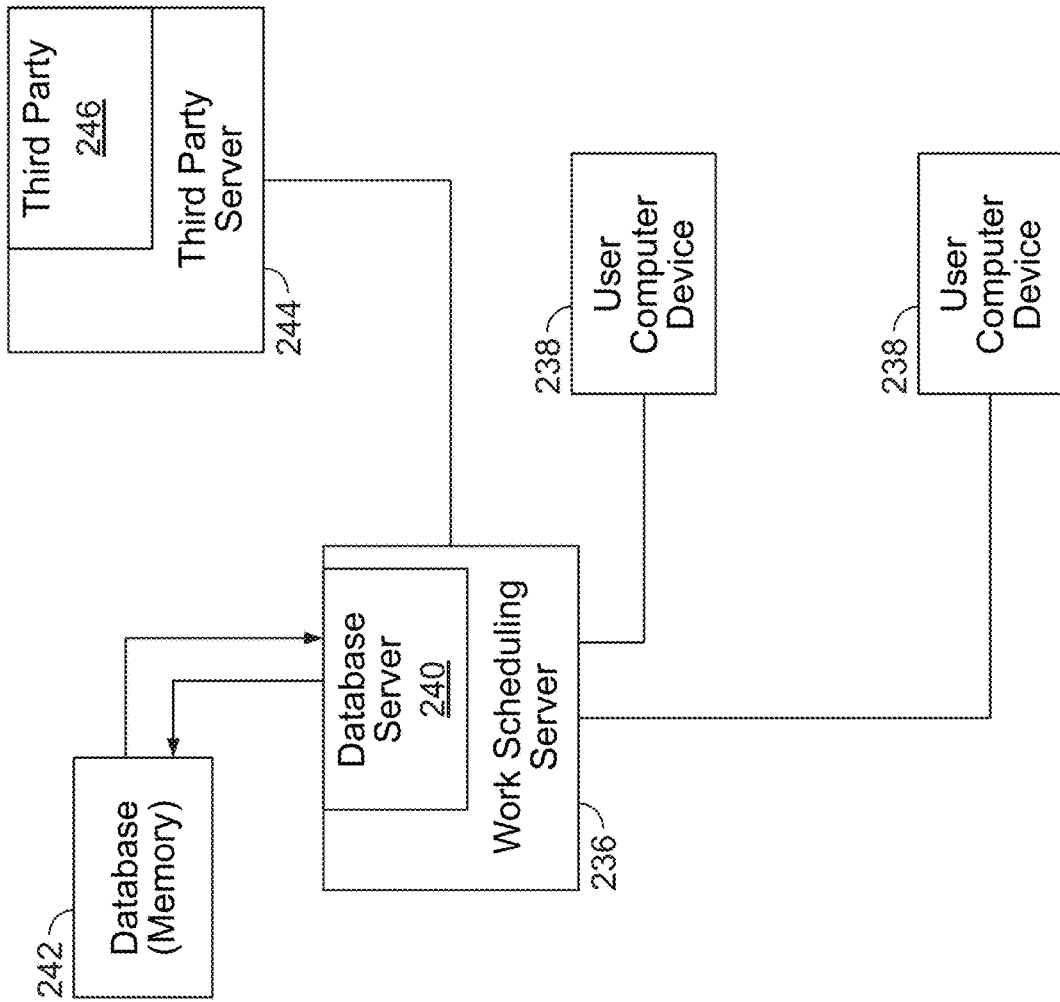 242
Database
(Memory)
Database
Server
240
Work Scheduling
Server
236
Third Party
246
Third Party
Server
244
238
User
Computer
Device
238
User
Computer
Device